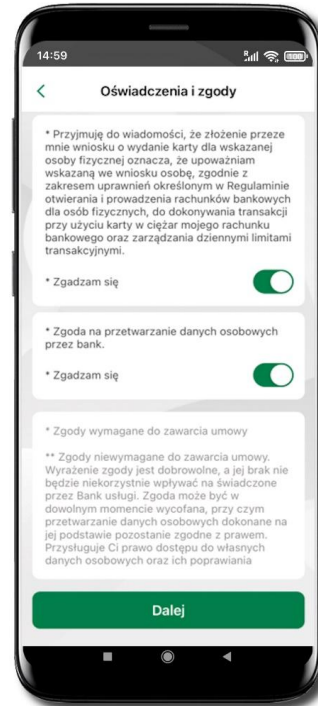 14:59
Oświadczenia i zgody
* Przyjmuję do wiadomości, że złożenie przeze
mnie wniosku o wydanie karty dla wskazanej
osoby fizycznej oznacza, że upoważniam
wskazaną we wniosku osobę, zgodnie z
zakresem uprawnień określonym w Regulaminie
otwierania i prowadzenia rachunków bankowych
dla osób fizycznych, do dokonywania transakcji
przy użyciu karty w ciężar mojego rachunku
bankowego oraz zarządzania dziennymi limitami
transakcyjnymi.
* Zgadzam się
* Zgoda na przetwarzanie danych osobowych
przez bank.
* Zgadzam się
* Zgody wymagane do zawarcia umowy
** Zgody niewymagane do zawarcia umowy.
Wyrażenie zgody jest dobrowolne, a jej brak nie
będzie niekorzystnie wpływać na świadczone
przez Bank usługi. Zgoda może być w
dowolnym momencie wycofana, przy czym
przetwarzanie danych osobowych dokonane na
jej podstawie pozostanie zgodne z prawem.
Przysługuje Ci prawo dostępu do własnych
danych osobowych oraz ich poprawiania
Dalej